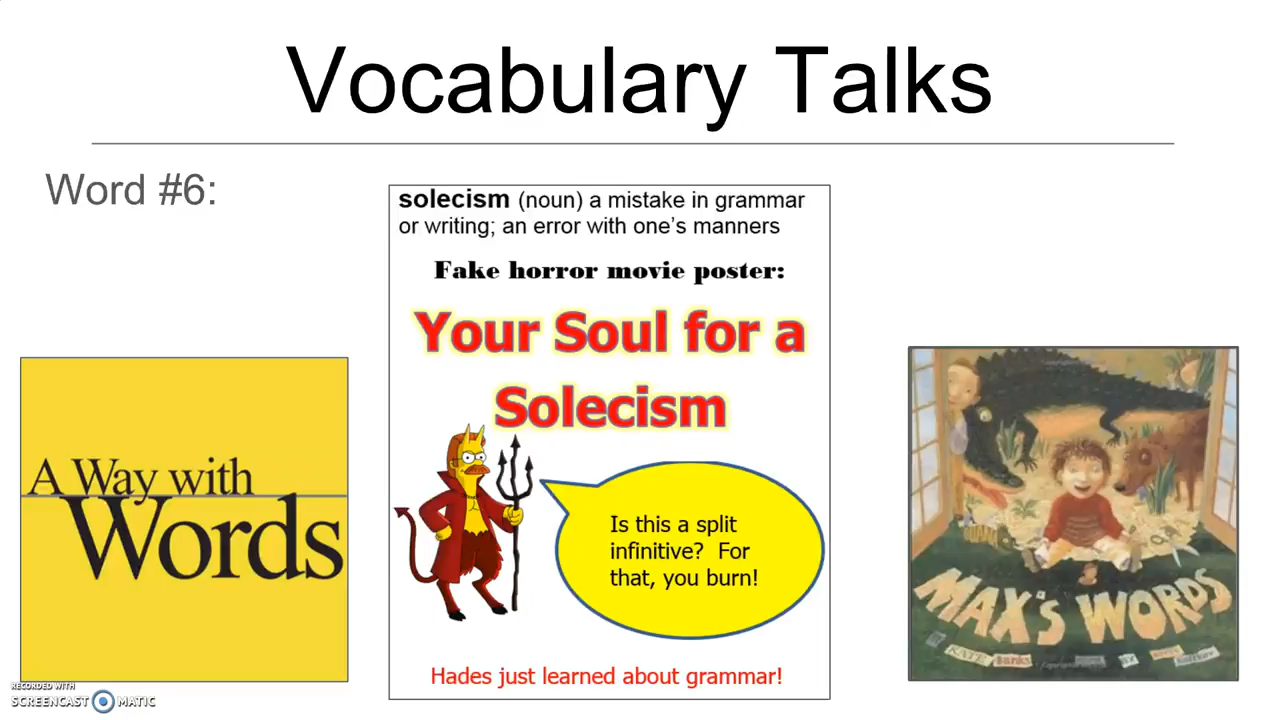 Vocabulary Talks
Word #6:
solecism (noun) a mistake in grammar
or writing; an error with one's manners
Fake horror movie poster:
Your Soul for a
Solecism
Is this a split
infinitive? For
that, you burn!
Hades just learned about grammar!
A Way with
Words
MAX'S WORDS
KATE Banks
RECORDED WITH
SCREENCAST MATIC